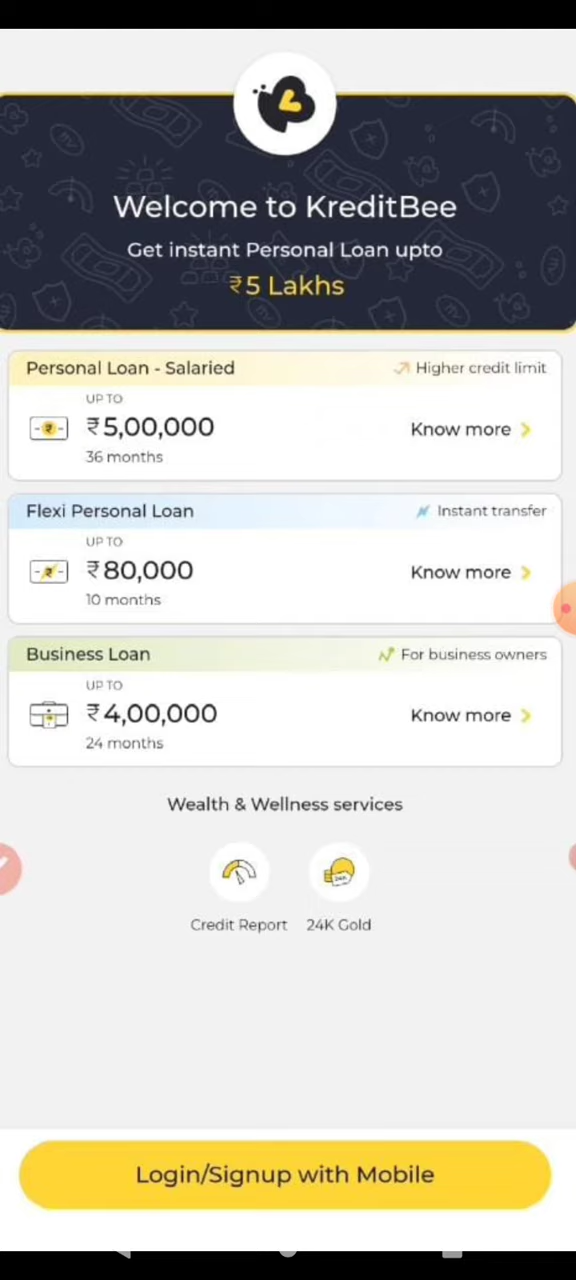 Welcome to KreditBee
Get instant Personal Loan upto
₹5 Lakhs
Personal Loan - Salaried
Higher credit limit
UP TO
₹5,00,000
Know more
36 months
Flexi Personal Loan
Instant transfer
UP TO
₹80,000
Know more
10 months
Business Loan
For business owners
UP TO
₹4,00,000
Know more
24 months
Wealth & Wellness services
Credit Report
24K Gold
Login/Signup with Mobile